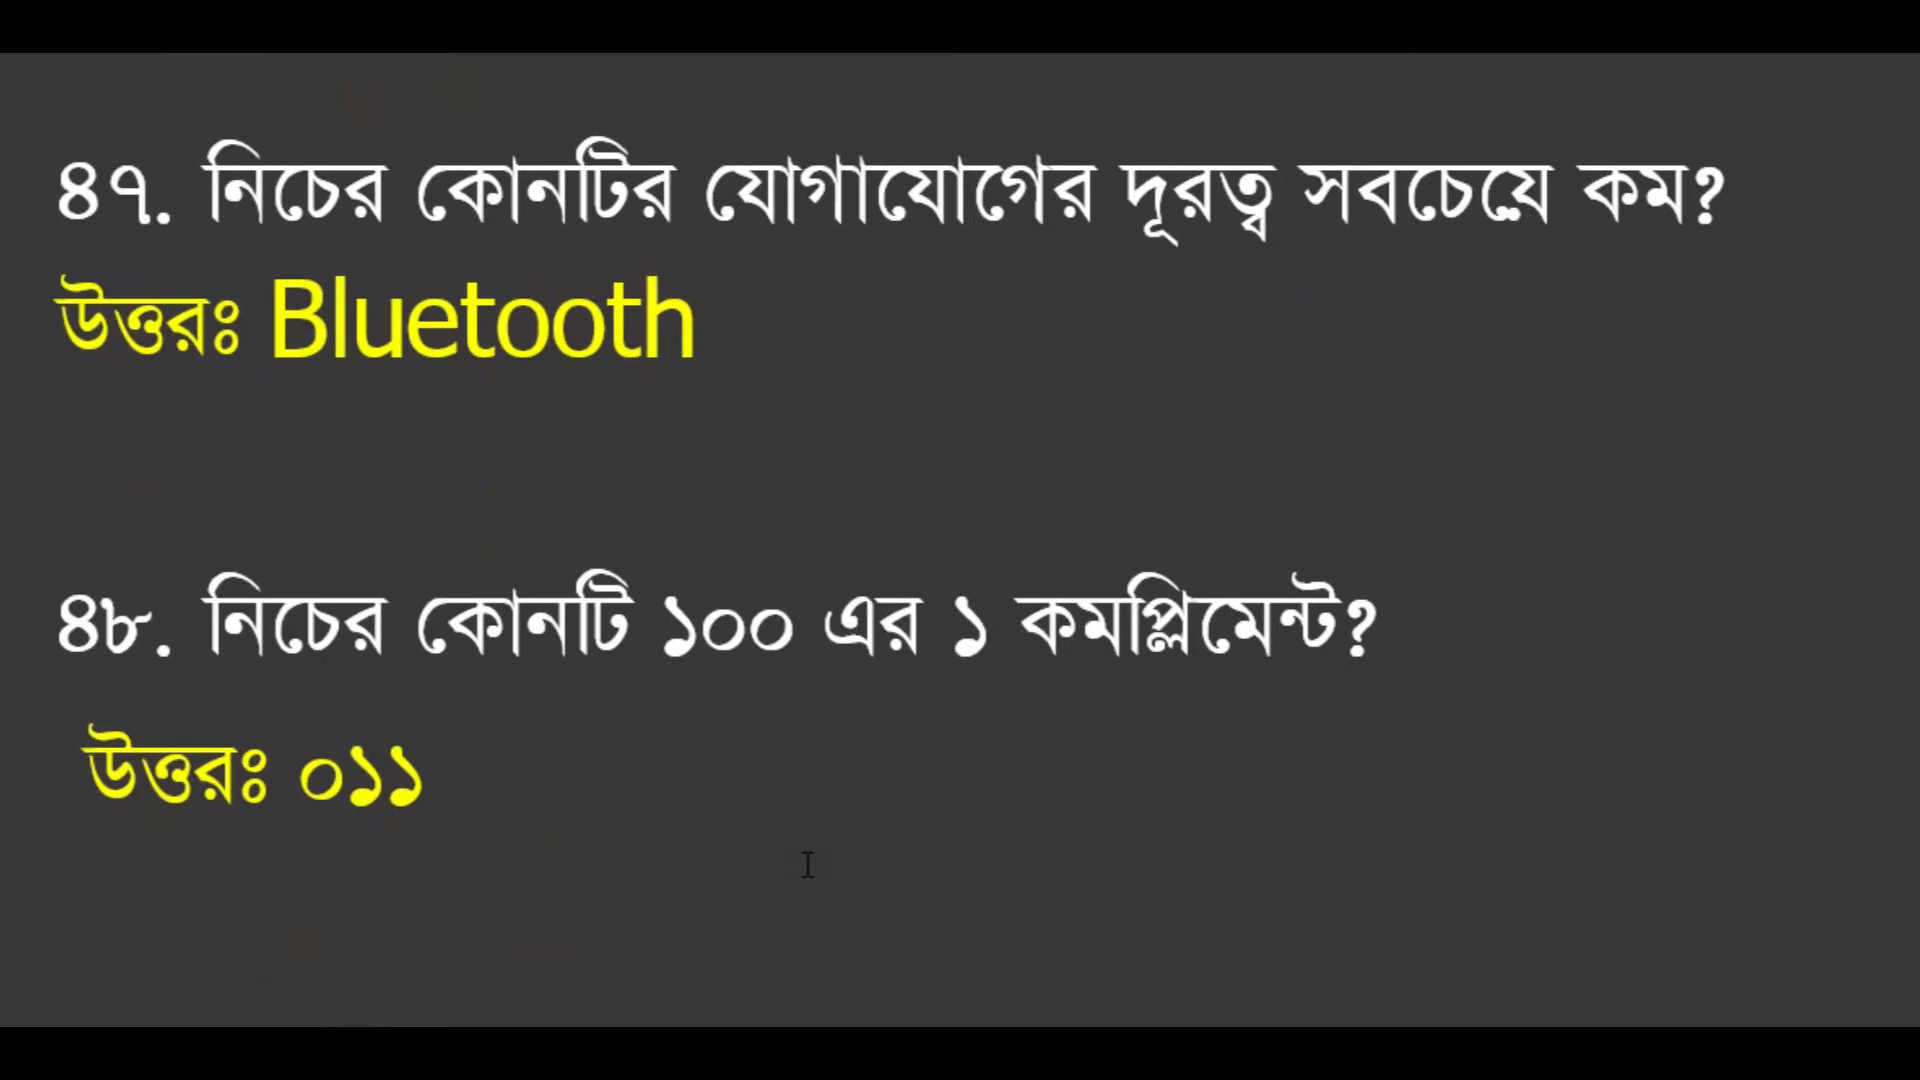 ৪৭. নিচের কোনটির যোগাযোগের দূরত্ব সবচেয়ে কম?
উত্তরঃ Bluetooth
৪৮. নিচের কোনটি ১০০ এর ১ কমপ্লিমেন্ট?
উত্তরঃ ০১১